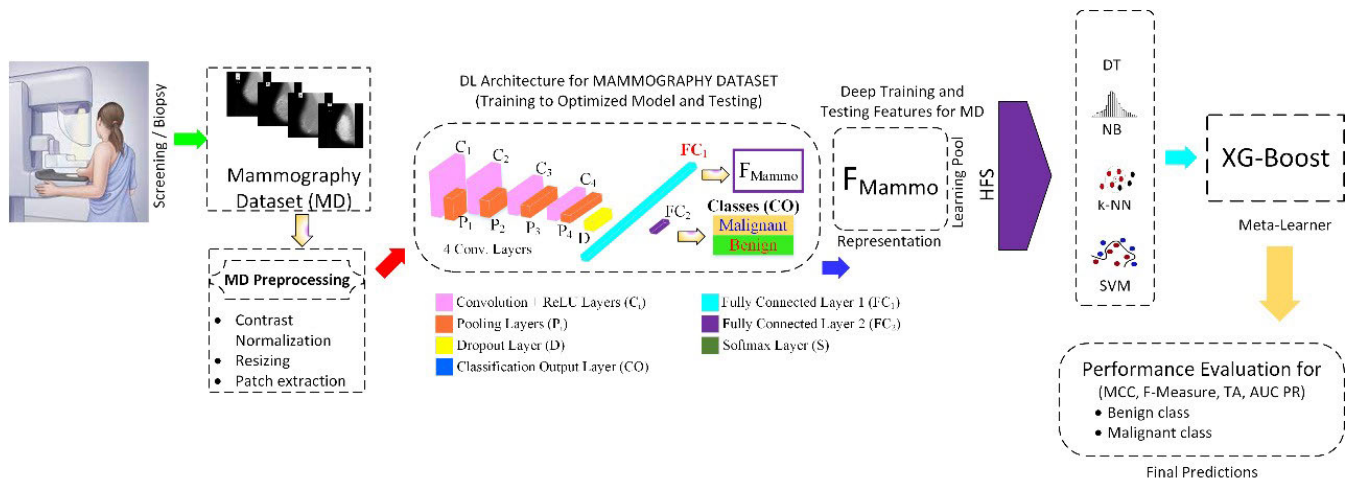 Screening / Biopsy
Mammography
Dataset (MD)
MD Preprocessing
• Contrast
Normalization
• Resizing
• Patch extraction
DL Architecture for MAMMOGRAPHY DATASET
(Training to Optimized Model and Testing)
C1
C2
C3
C4
P1
P2
P3
P4
D
4 Conv. Layers
FC1
FC2
FMammo
Classes (CO)
Malignant
Benign
Convolution + ReLU Layers (Ci)
Pooling Layers (Pi)
Dropout Layer (D)
Classification Output Layer (CO)
Fully Connected Layer 1 (FC1)
Fully Connected Layer 2 (FC2)
Softmax Layer (S)
Deep Training and
Testing Features for MD
FMammo
Learning Pool
Representation
HFS
DT
NB
k-NN
SVM
XG-Boost
Meta-Learner
Performance Evaluation for
(MCC, F-Measure, TA, AUC PR)
• Benign class
• Malignant class
Final Predictions